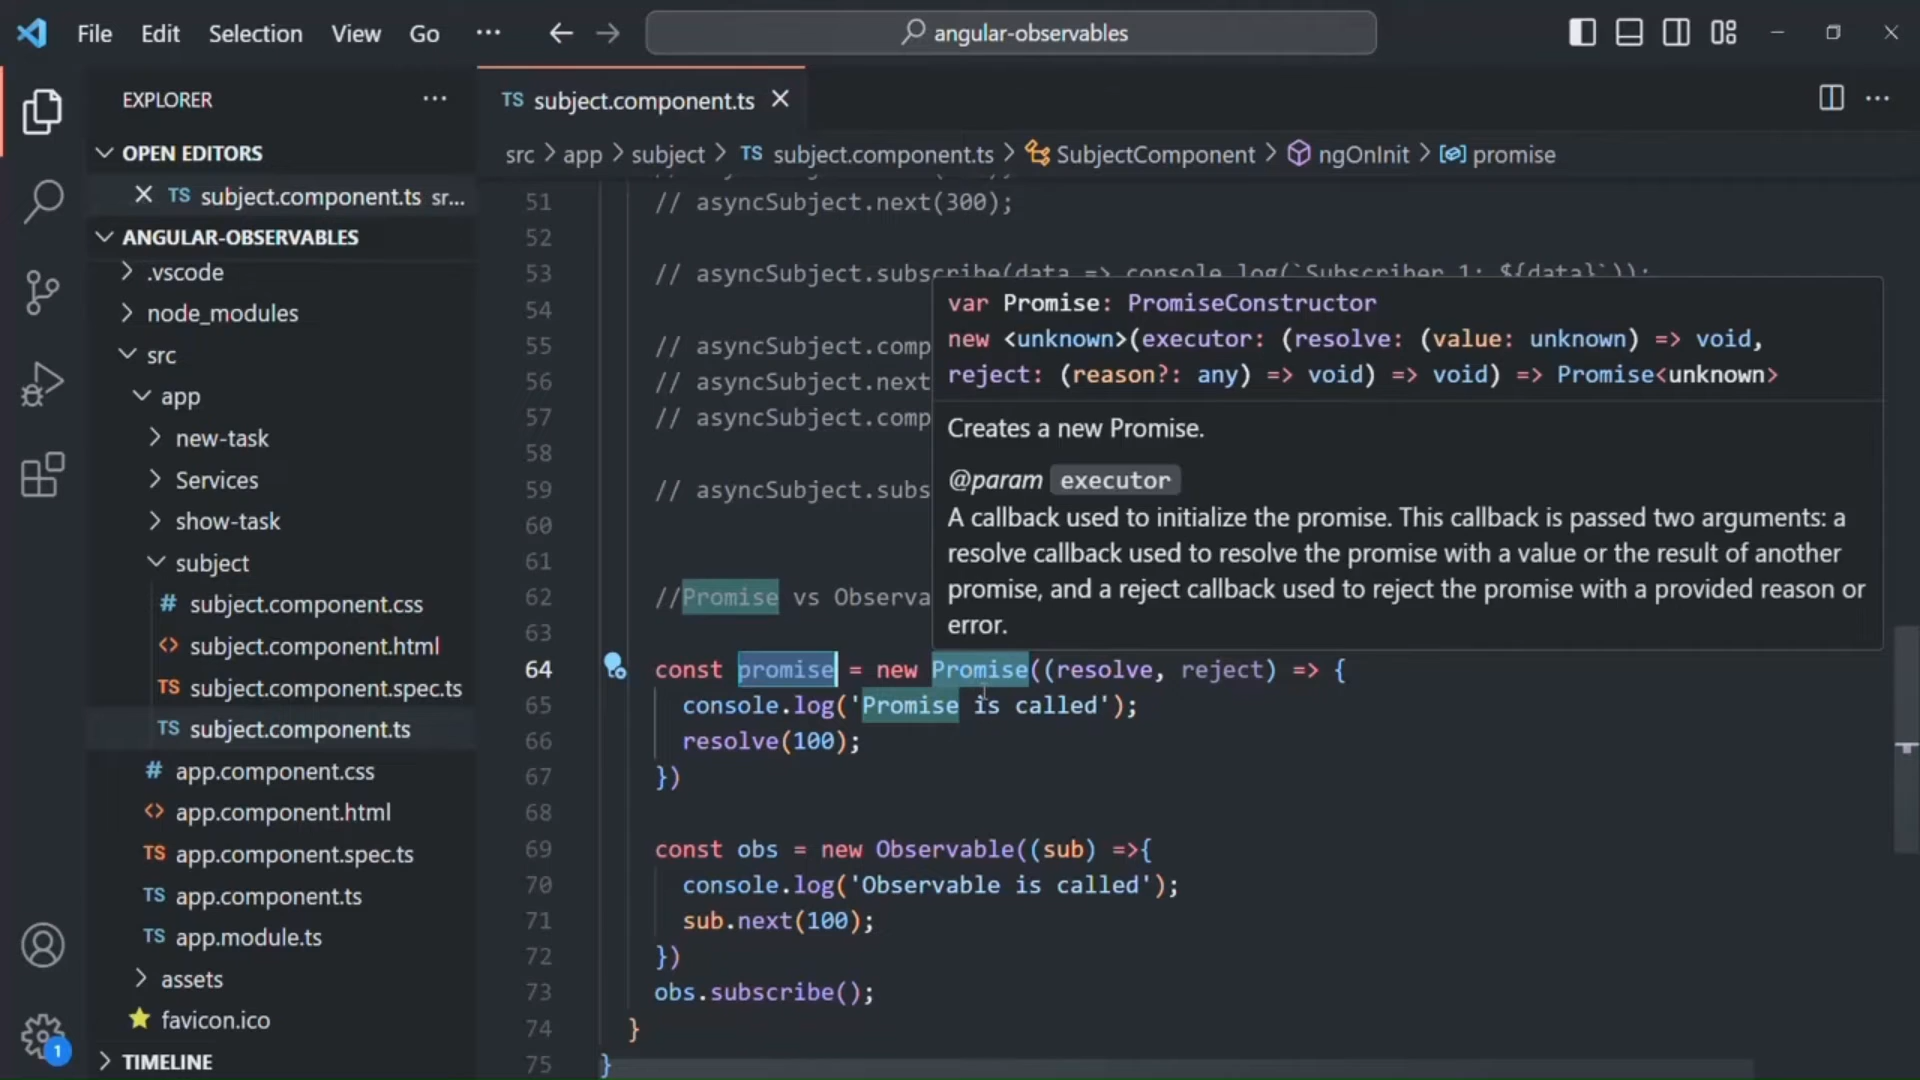 File Edit Selection View Go ··· angular-observables
EXPLORER ···
OPEN EDITORS
TS subject.component.ts sr...
ANGULAR-OBSERVABLES
.vscode
node_modules
src
app
new-task
Services
show-task
subject
# subject.component.css
<> subject.component.html
TS subject.component.spec.ts
TS subject.component.ts
# app.component.css
<> app.component.html
TS app.component.spec.ts
TS app.component.ts
TS app.module.ts
assets
favicon.ico
TIMELINE
1
TS subject.component.ts
src > app > subject > TS subject.component.ts > SubjectComponent > ngOnInit > promise
51 // asyncSubject.next(300);
52
53 // asyncSubject.subscribe(data => console.log(`Subscriber 1: ${data}`));
54
55 // asyncSubject.comp
56 // asyncSubject.next
57 // asyncSubject.comp
58
59 // asyncSubject.subs
60
61
62 //Promise vs Observa
63
64 const promise = new Promise((resolve, reject) => {
65 console.log('Promise is called');
66 resolve(100);
67 })
68
69 const obs = new Observable((sub) =>{
70 console.log('Observable is called');
71 sub.next(100);
72 })
73 obs.subscribe();
74 }
75 }
var Promise: PromiseConstructor
new <unknown>(executor: (resolve: (value: unknown) => void,
reject: (reason?: any) => void) => void) => Promise<unknown>
Creates a new Promise.
@param executor
A callback used to initialize the promise. This callback is passed two arguments: a
resolve callback used to resolve the promise with a value or the result of another
promise, and a reject callback used to reject the promise with a provided reason or
error.